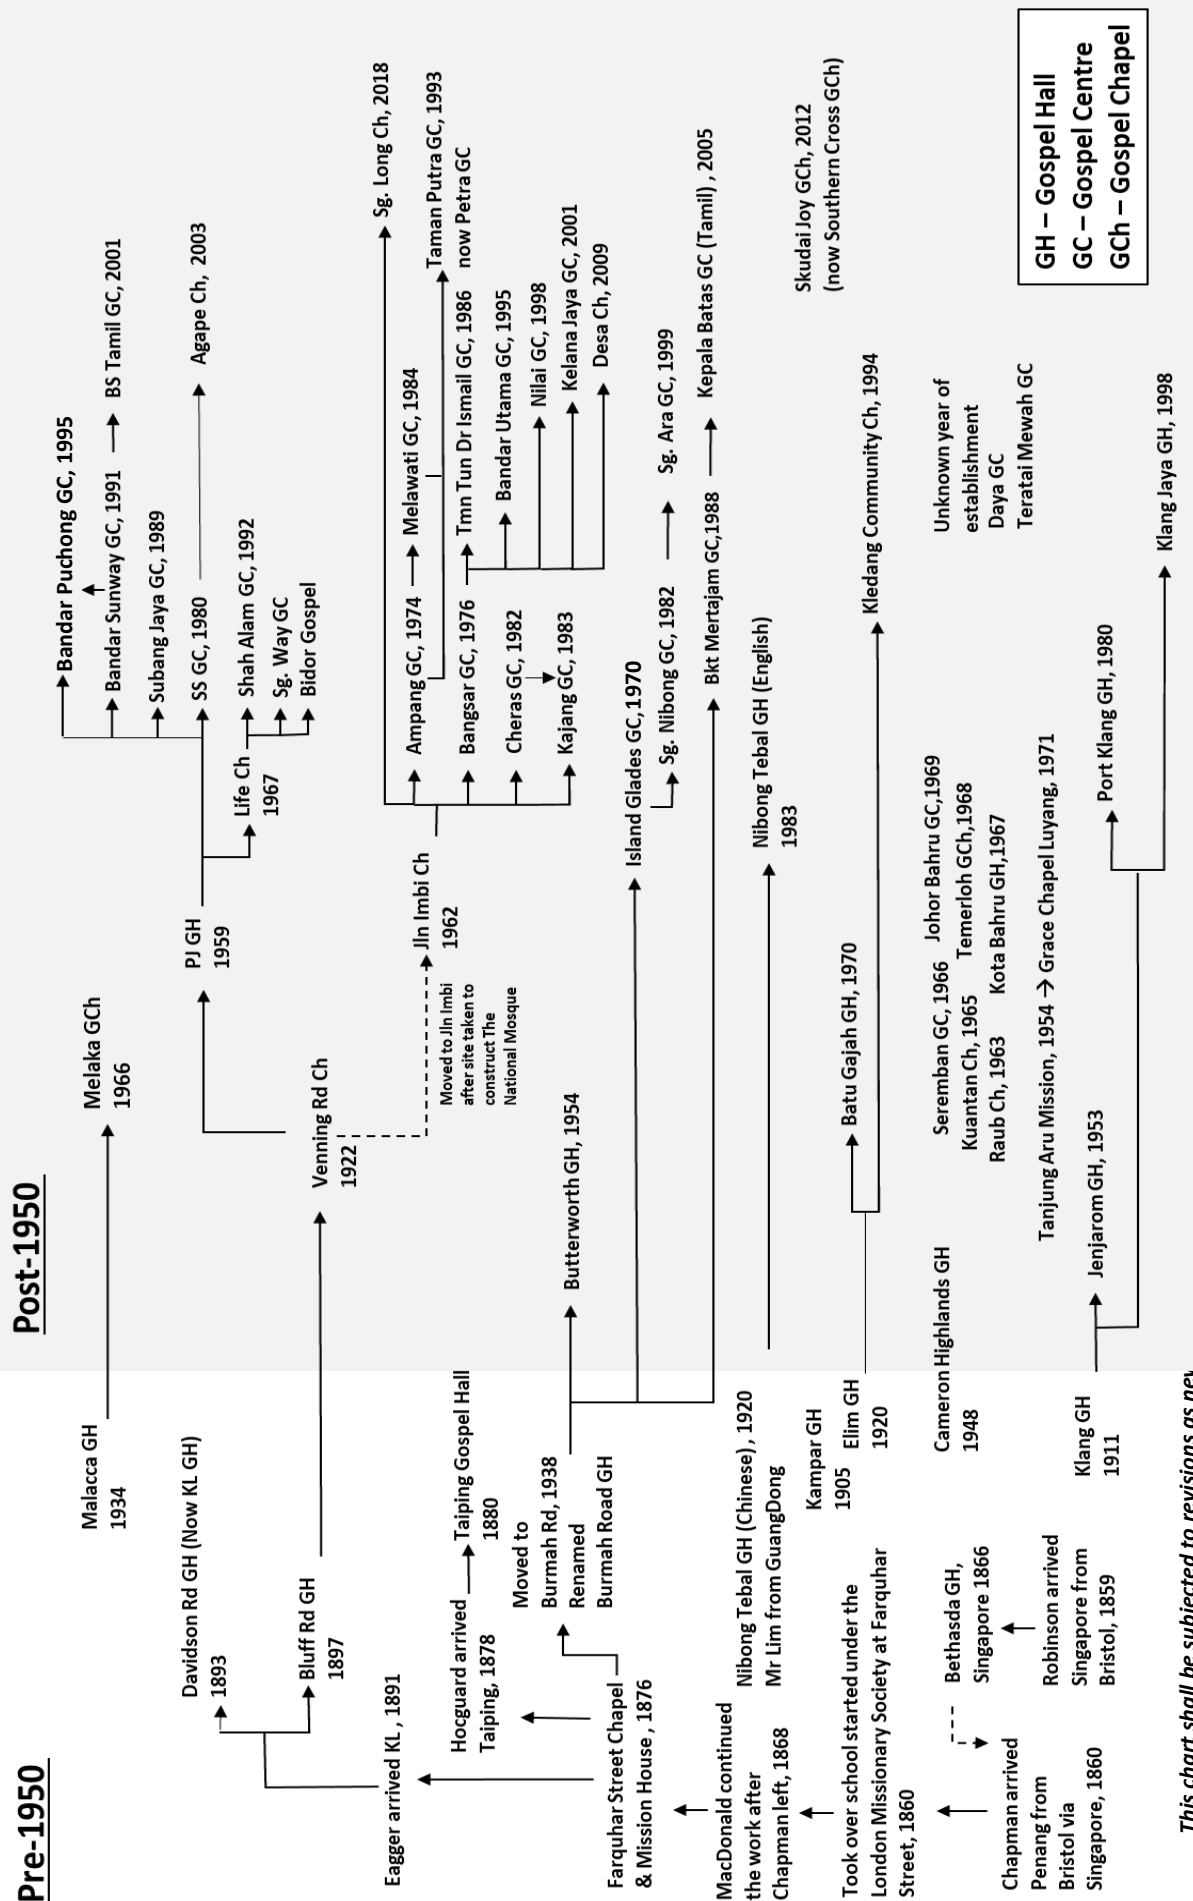 Pre-1950
Post-1950
Malacca GH
1934
Melaka GCh
1966
Davidson Rd GH (Now KL GH)
1893
Bluff Rd GH
1897
Eagger arrived KL , 1891
Venning Rd Ch
1922
PJ GH
1959
Bandar Puchong GC, 1995
Bandar Sunway GC, 1991
BS Tamil GC, 2001
Subang Jaya GC, 1989
SS GC, 1980
Agape Ch, 2003
Life Ch
1967
Shah Alam GC, 1992
Sg. Way GC
Bidor Gospel
Moved to Jln Imbi
after site taken to
construct The
National Mosque
Jln Imbi Ch
1962
Sg. Long Ch, 2018
Ampang GC, 1974
Melawati GC, 1984
Taman Putra GC, 1993
now Petra GC
Bangsar GC, 1976
Tmn Tun Dr Ismail GC, 1986
Bandar Utama GC, 1995
Nilai GC, 1998
Kelana Jaya GC, 2001
Desa Ch, 2009
Cheras GC, 1982
Kajang GC, 1983
Hocguard arrived
Taiping, 1878
Taiping Gospel Hall
1880
Farquhar Street Chapel
& Mission House , 1876
Moved to
Burmah Rd, 1938
Renamed
Burmah Road GH
Butterworth GH, 1954
Island Glades GC,1970
Sg. Nibong GC, 1982
Sg. Ara GC, 1999
Bkt Mertajam GC,1988
Kepala Batas GC (Tamil) , 2005
MacDonald continued
the work after
Chapman left, 1868
Nibong Tebal GH (Chinese) , 1920
Mr Lim from GuangDong
Nibong Tebal GH (English)
1983
Skudai Joy GCh, 2012
(now Southern Cross GCh)
Kampar GH
1905
Took over school started under the
London Missionary Society at Farquhar
Street, 1860
Elim GH
1920
Batu Gajah GH, 1970
Kledang Community Ch, 1994
Cameron Highlands GH
1948
Seremban GC, 1966
Kuantan Ch, 1965
Raub Ch, 1963
Johor Bahru GC,1969
Temerloh GCh,1968
Kota Bahru GH,1967
Unknown year of
establishment
Daya GC
Teratai Mewah GC
Bethasda GH,
Singapore 1866
Chapman arrived
Penang from
Bristol via
Singapore, 1860
Robinson arrived
Singapore from
Bristol, 1859
Tanjung Aru Mission, 1954 → Grace Chapel Luyang, 1971
Klang GH
1911
Jenjarom GH, 1953
Port Klang GH, 1980
Klang Jaya GH, 1998
GH – Gospel Hall
GC – Gospel Centre
GCh – Gospel Chapel
This chart shall be subjected to revisions as new